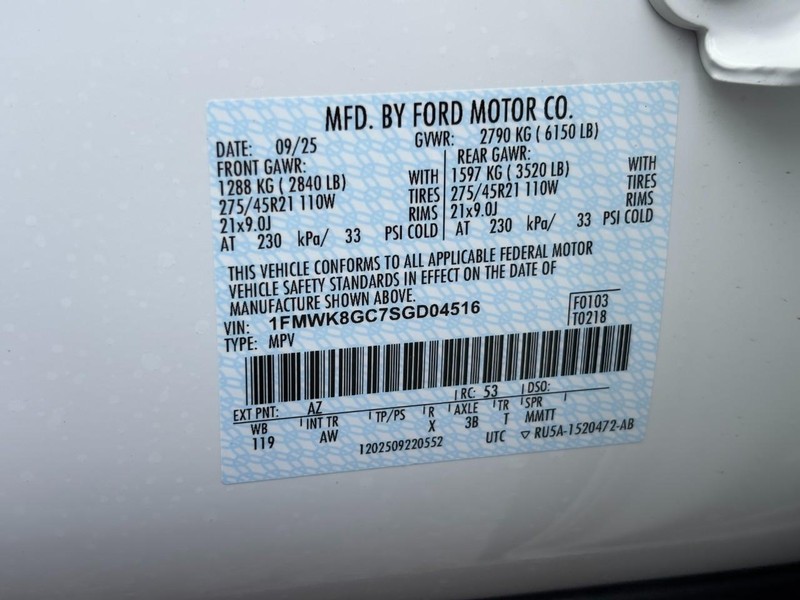 MFD. BY FORD MOTOR CO.
DATE: 09/25 GVWR: 2790 KG ( 6150 LB)
FRONT GAWR: REAR GAWR:
1288 KG ( 2840 LB) WITH 1597 KG ( 3520 LB) WITH
275/45R21 110W TIRES 275/45R21 110W TIRES
21x9.0J RIMS 21x9.0J RIMS
AT 230 kPa/ 33 PSI COLD AT 230 kPa/ 33 PSI COLD
THIS VEHICLE CONFORMS TO ALL APPLICABLE FEDERAL MOTOR
VEHICLE SAFETY STANDARDS IN EFFECT ON THE DATE OF
MANUFACTURE SHOWN ABOVE.
VIN: 1FMWK8GC7SGD04516 F0103
TYPE: MPV T0218
EXT PNT: AZ RC: 53 DSO:
WB INT TR TP/PS R AXLE TR SPR
119 AW X 3B T MMTT
1202509220552 UTC ▽ RU5A-1520472-AB